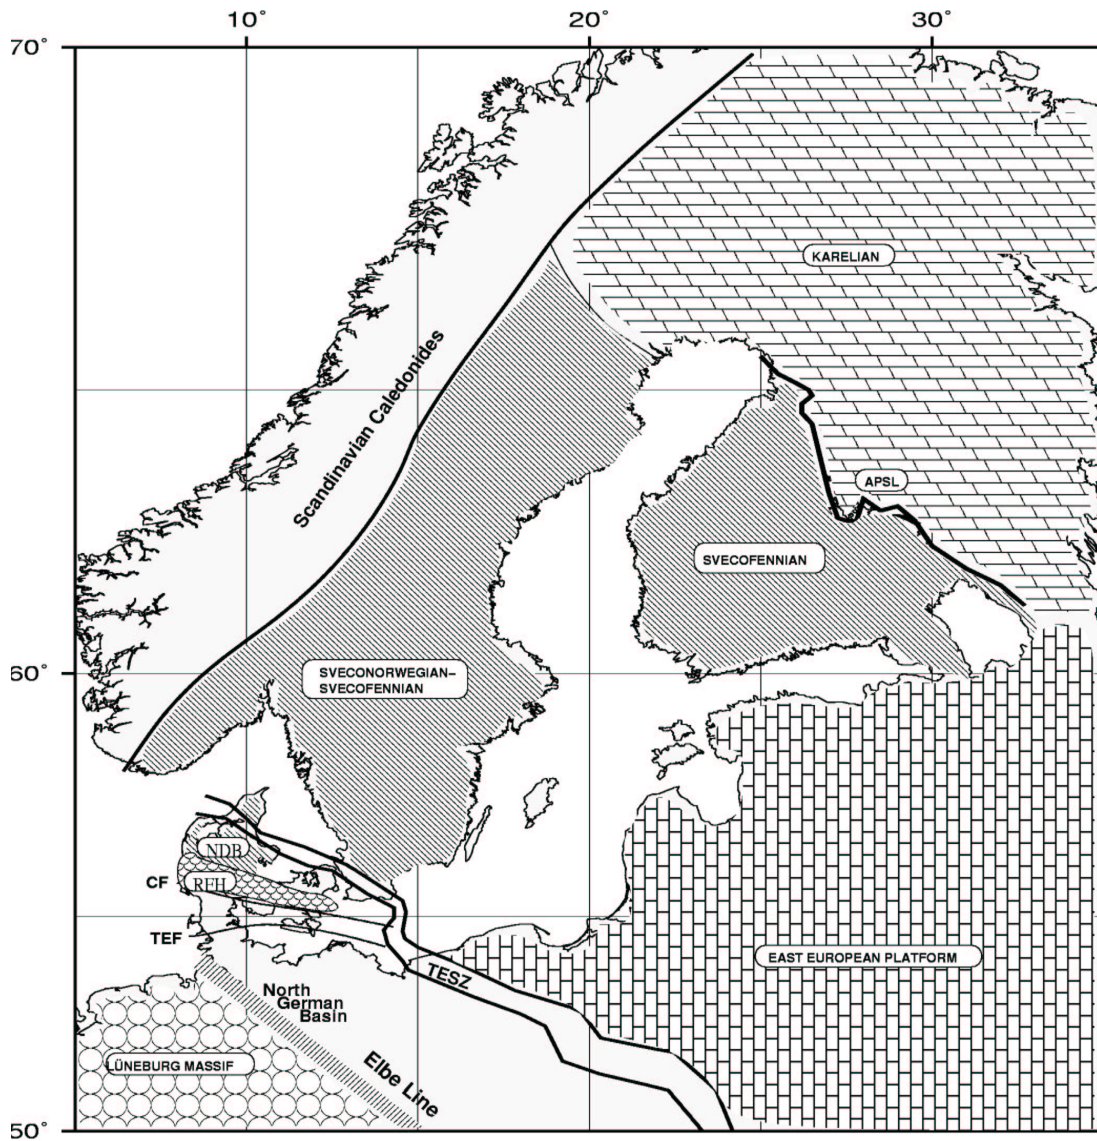 10° 20° 30°
70°
KARELIAN
Scandinavian Caledonides
APSL
SVECOFENNIAN
60°
SVECONORWEGIAN–
SVECOFENNIAN
NDB
CF
RFH
TEF
EAST EUROPEAN PLATFORM
TESZ
North
German
Basin
LÜNEBURG MASSIF
Elbe Line
50°